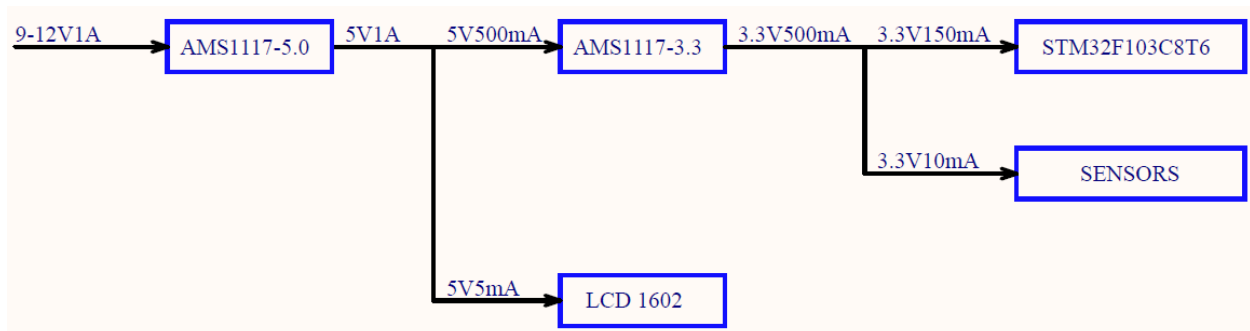 9-12V1A
AMS1117-5.0
5V1A
5V500mA
AMS1117-3.3
3.3V500mA
3.3V150mA
STM32F103C8T6
3.3V10mA
SENSORS
5V5mA
LCD 1602